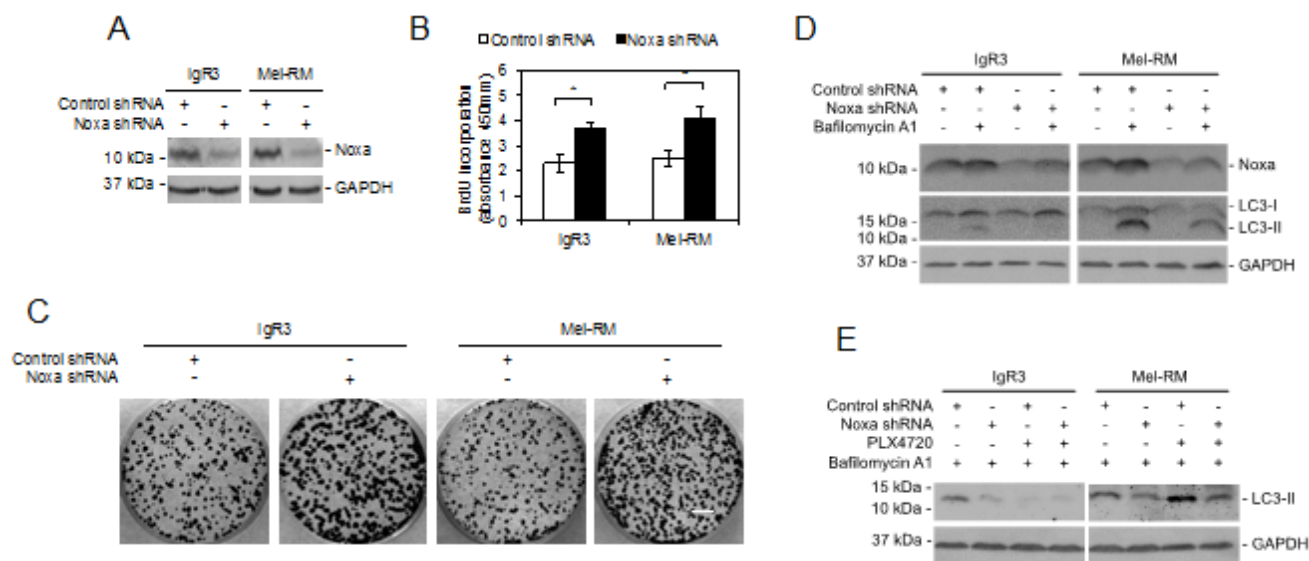 A
IgR3 Mel-RM
Control shRNA + - + -
Noxa shRNA - + - +
10 kDa - - Noxa
37 kDa - - GAPDH
B
Control shRNA Noxa shRNA
BrdU Incorporation
(absorbance 450mm)
6
5
4
3
2
1
0
IgR3 Mel-RM
C
IgR3 Mel-RM
Control shRNA + - + -
Noxa shRNA - + - +
D
IgR3 Mel-RM
Control shRNA + + - - + + - -
Noxa shRNA - - + + - - + +
Bafilomycin A1 - + - + - + - +
10 kDa - - Noxa
- LC3-I
15 kDa - - LC3-II
10 kDa -
37 kDa - - GAPDH
E
IgR3 Mel-RM
Control shRNA + - + - + - + -
Noxa shRNA - + - + - + - +
PLX4720 - - + + - - + +
Bafilomycin A1 + + + + + + + +
15 kDa - - LC3-II
10 kDa -
37 kDa - - GAPDH